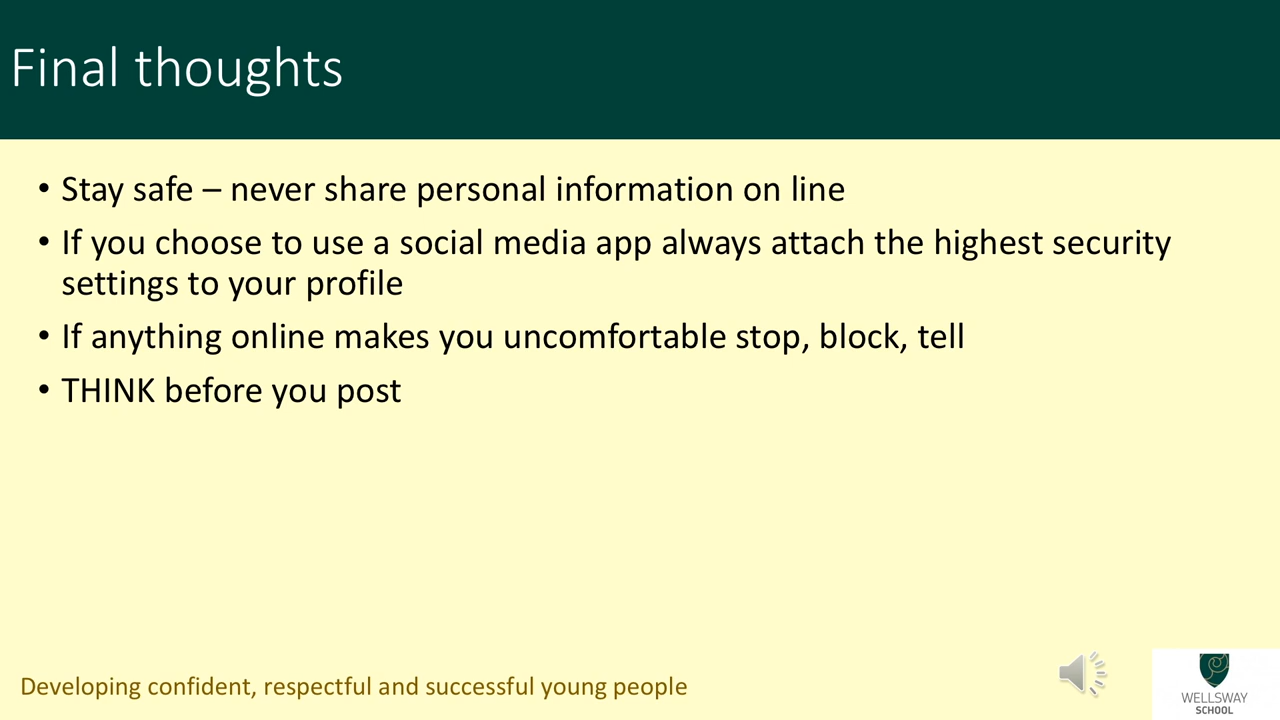 Final thoughts
• Stay safe – never share personal information on line
• If you choose to use a social media app always attach the highest security
settings to your profile
• If anything online makes you uncomfortable stop, block, tell
• THINK before you post
Developing confident, respectful and successful young people
WELLSWAY
SCHOOL